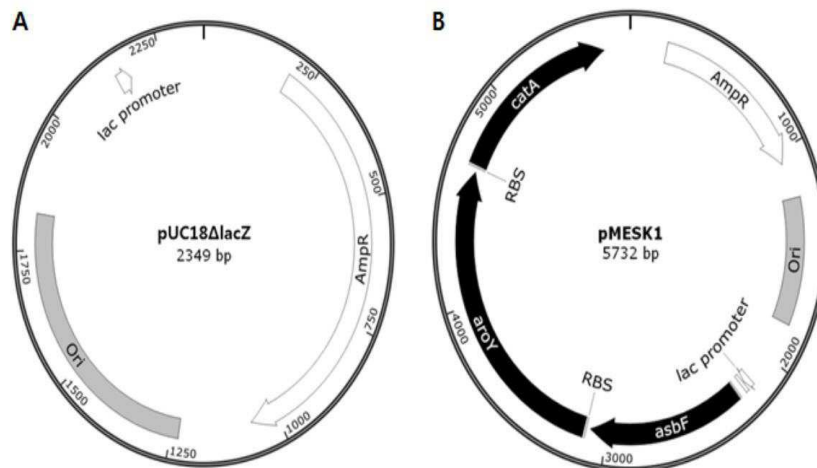 A
2250
250
lac promoter
2000
500
pUC18ΔlacZ
2349 bp
AmpR
1750
750
Ori
1500
1000
1250
B
catA
AmpR
5000
1000
RBS
pMESK1
5732 bp
Ori
aroY
4000
lac promoter
2000
RBS
asbF
3000